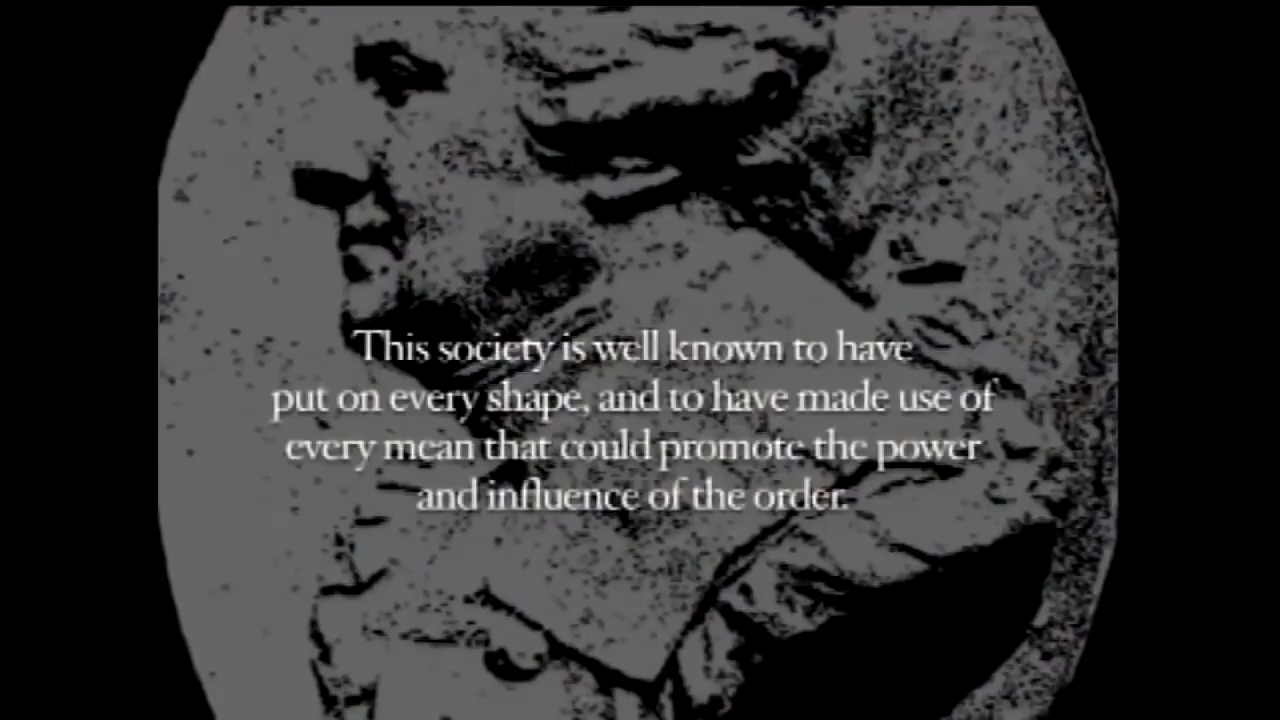 This society is well known to have
put on every shape, and to have made use of
every mean that could promote the power
and influence of the order.